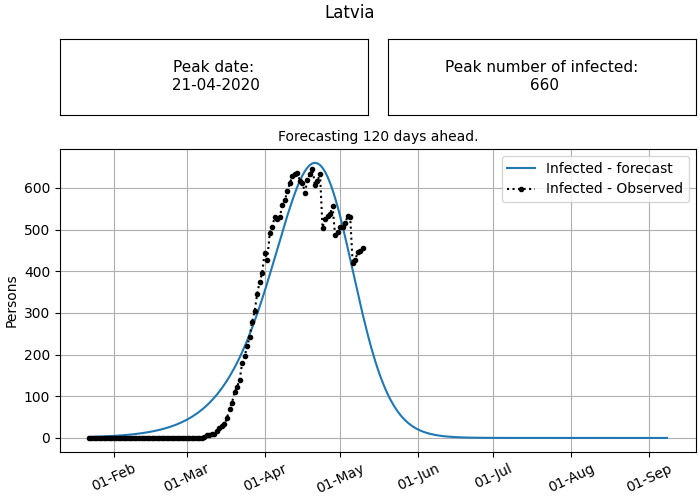 Latvia
Peak date:
21-04-2020
Peak number of infected:
660
Forecasting 120 days ahead.
Infected - forecast
Infected - Observed
Persons
600
500
400
300
200
100
0
01-Feb
01-Mar
01-Apr
01-May
01-Jun
01-Jul
01-Aug
01-Sep